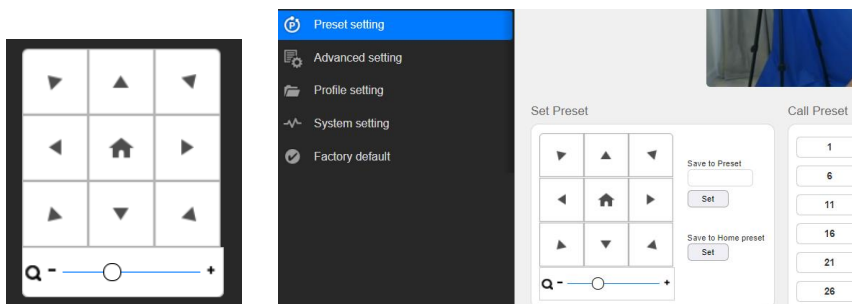 Preset setting
Advanced setting
Profile setting
System setting
Factory default
Set Preset
Save to Preset
Set
Save to Home preset
Set
- +
- +
Call Preset
1
6
11
16
21
26